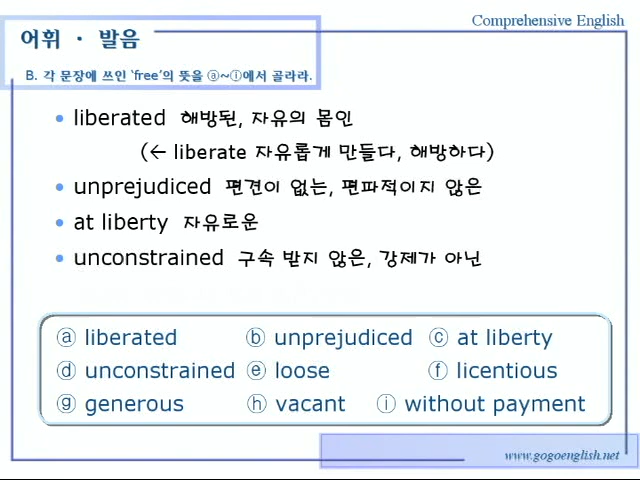 Comprehensive English
어휘 · 발음
B. 각 문장에 쓰인 'free'의 뜻을 ⓐ~ⓘ에서 골라라.
• liberated 해방된, 자유의 몸인
(← liberate 자유롭게 만들다, 해방하다)
• unprejudiced 편견이 없는, 편파적이지 않은
• at liberty 자유로운
• unconstrained 구속 받지 않은, 강제가 아닌
ⓐ liberated ⓑ unprejudiced ⓒ at liberty
ⓓ unconstrained ⓔ loose ⓕ licentious
ⓖ generous ⓗ vacant ⓘ without payment
www.gogoenglish.net